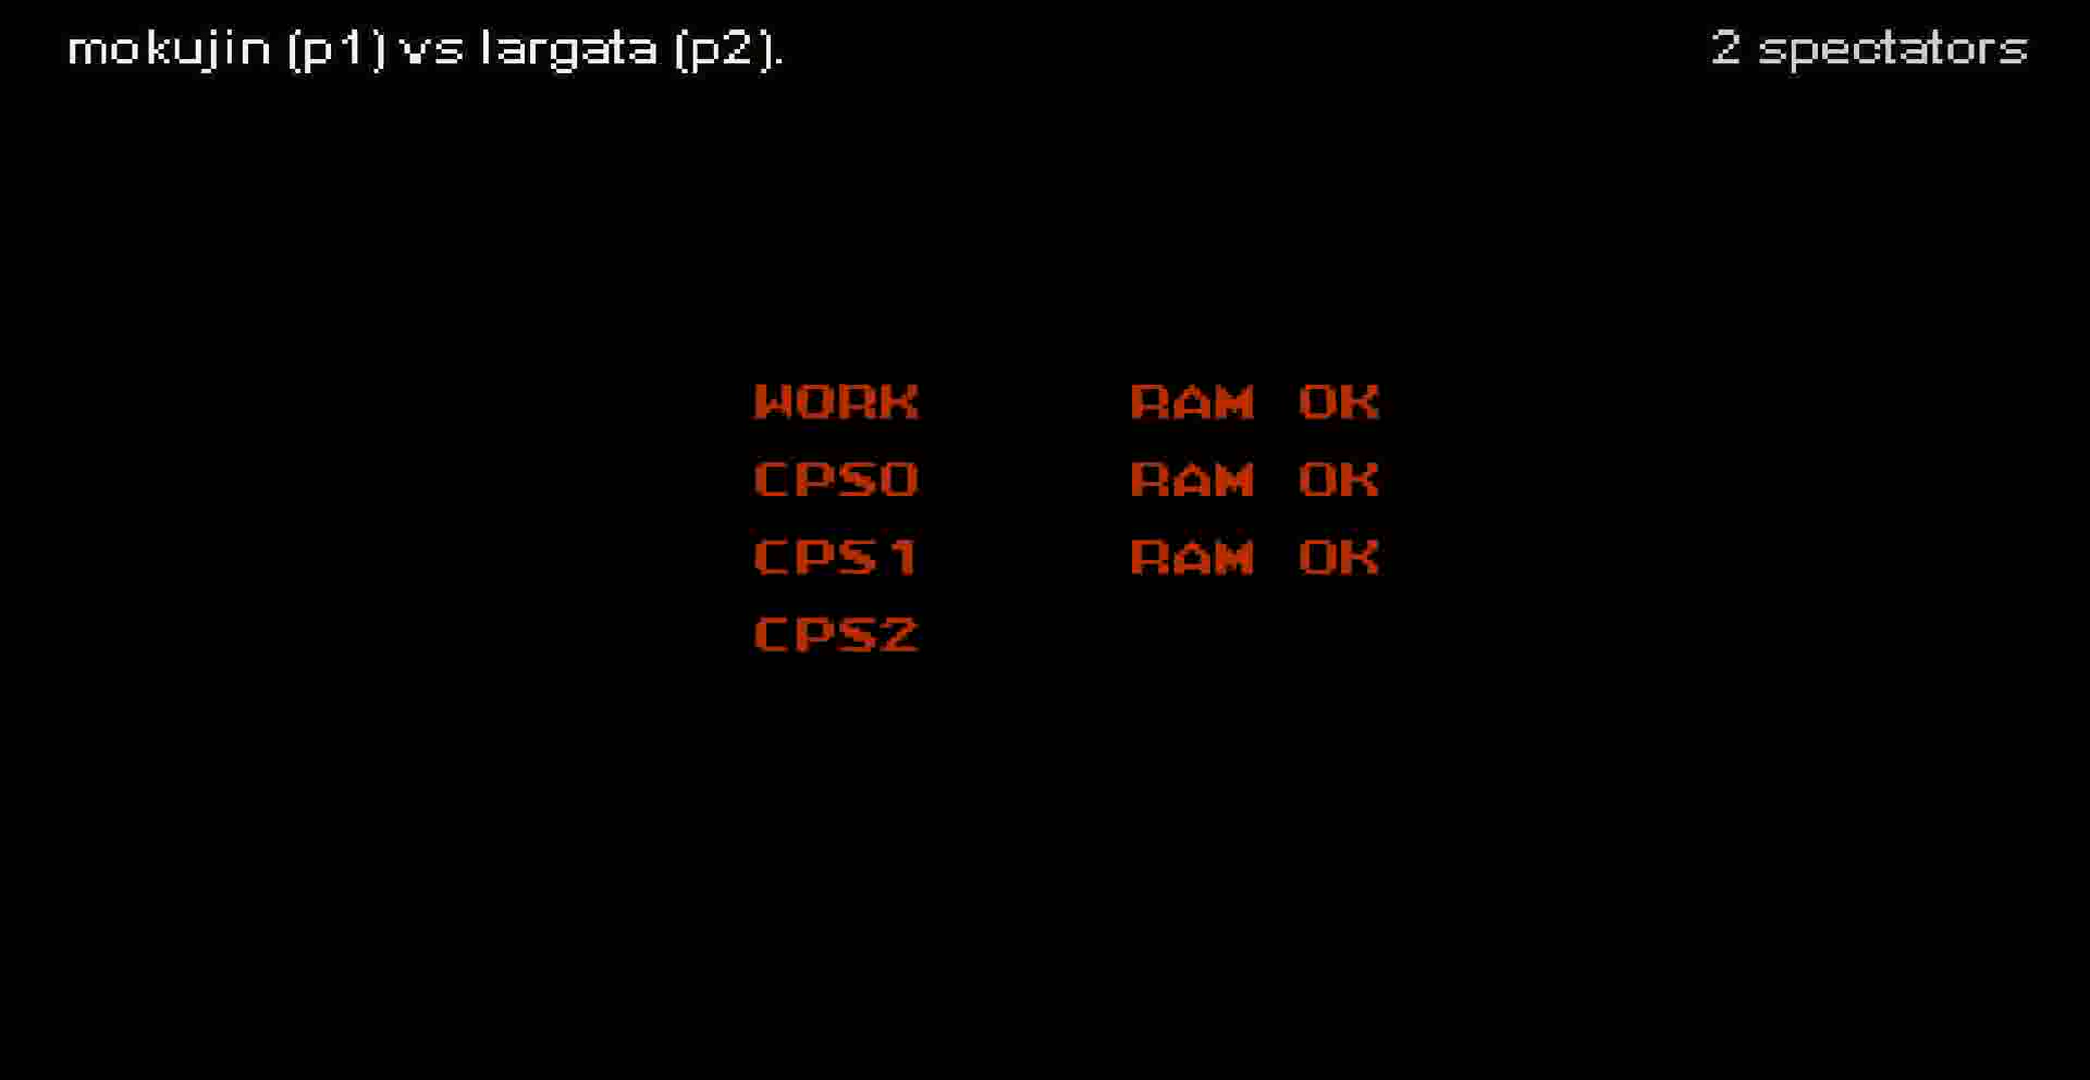 mokujin (p1) vs largata (p2).
2 spectators
WORK RAM OK
CPS0 RAM OK
CPS1 RAM OK
CPS2